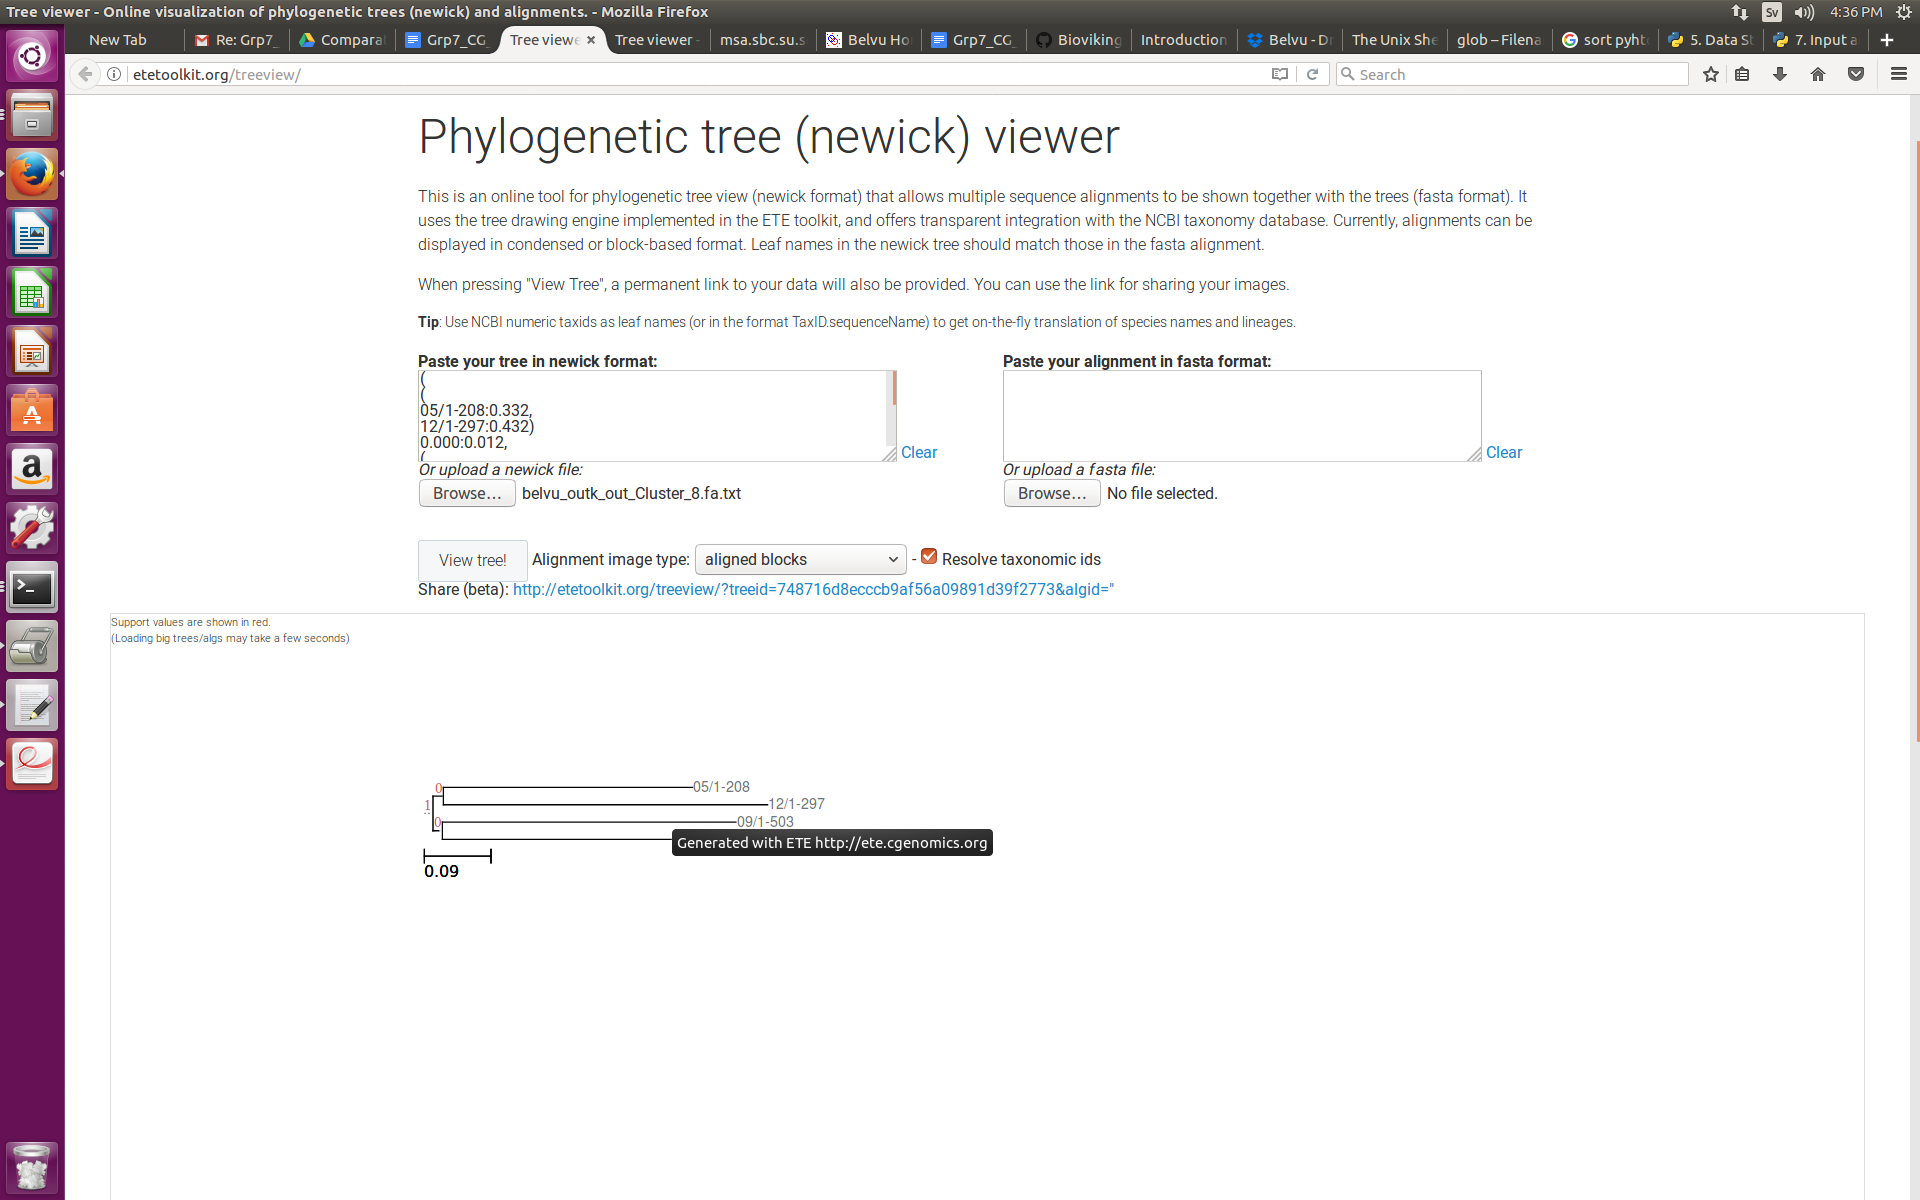 Tree viewer - Online visualization of phylogenetic trees (newick) and alignments. - Mozilla Firefox
Sv
4:36 PM
New Tab
Re: Grp7_
Compara
Grp7_CG_
Tree viewe
Tree viewer -
msa.sbc.su.s
Belvu Ho
Grp7_CG_
Bioviking
Introduction
Belvu - Dr
The Unix She
glob – Filena
sort pyht
5. Data St
7. Input a
etetoolkit.org/treeview/
Search
Phylogenetic tree (newick) viewer
This is an online tool for phylogenetic tree view (newick format) that allows multiple sequence alignments to be shown together with the trees (fasta format). It
uses the tree drawing engine implemented in the ETE toolkit, and offers transparent integration with the NCBI taxonomy database. Currently, alignments can be
displayed in condensed or block-based format. Leaf names in the newick tree should match those in the fasta alignment.
When pressing "View Tree", a permanent link to your data will also be provided. You can use the link for sharing your images.
Tip: Use NCBI numeric taxids as leaf names (or in the format TaxID.sequenceName) to get on-the-fly translation of species names and lineages.
Paste your tree in newick format:
Paste your alignment in fasta format:
(
(
05/1-208:0.332,
12/1-297:0.432)
0.000:0.012,
(
Clear
Clear
Or upload a newick file:
Or upload a fasta file:
Browse... belvu_outk_out_Cluster_8.fa.txt
Browse... No file selected.
View tree! Alignment image type: aligned blocks - Resolve taxonomic ids
Share (beta): http://etetoolkit.org/treeview/?treeid=748716d8ecccb9af56a09891d39f2773&algid="
Support values are shown in red.
(Loading big trees/algs may take a few seconds)
0
05/1-208
1
12/1-297
0
09/1-503
Generated with ETE http://ete.cgenomics.org
0.09